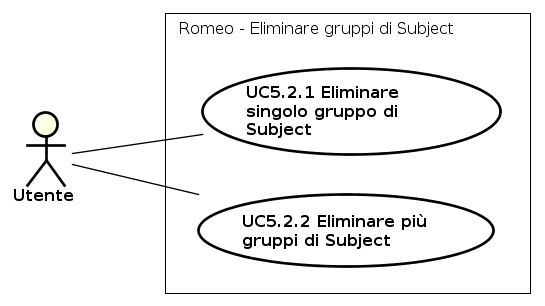 Romeo - Eliminare gruppi di Subject
UC5.2.1 Eliminare
singolo gruppo di
Subject
Utente
UC5.2.2 Eliminare più
gruppi di Subject